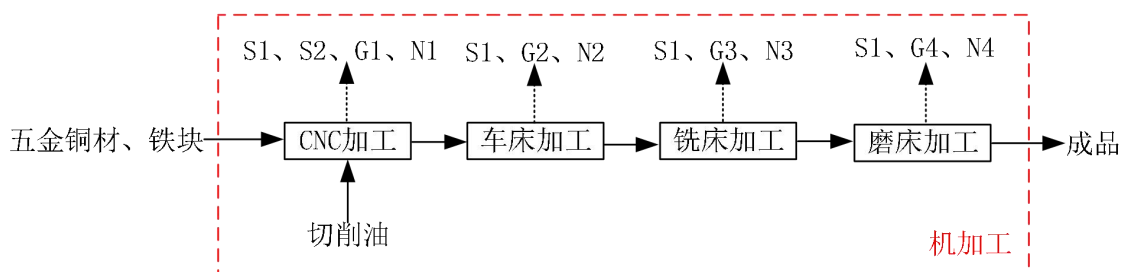 S1、S2、G1、N1
S1、G2、N2
S1、G3、N3
S1、G4、N4
五金铜材、铁块
CNC加工
车床加工
铣床加工
磨床加工
成品
切削油
机加工